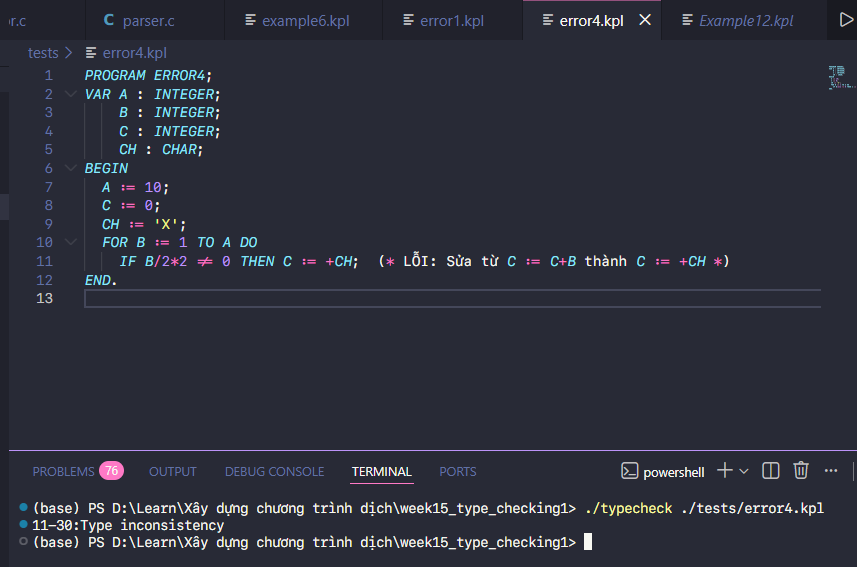 or.c C parser.c example6.kpl error1.kpl error4.kpl Example12.kpl
tests > error4.kpl
1 PROGRAM ERROR4;
2 VAR A : INTEGER;
3 B : INTEGER;
4 C : INTEGER;
5 CH : CHAR;
6 BEGIN
7 A := 10;
8 C := 0;
9 CH := 'X';
10 FOR B := 1 TO A DO
11 IF B/2*2 != 0 THEN C := +CH; (* LỖI: Sửa từ C := C+B thành C := +CH *)
12 END.
13
PROBLEMS 76 OUTPUT DEBUG CONSOLE TERMINAL PORTS powershell
(base) PS D:\Learn\Xây dựng chương trình dịch\week15_type_checking1> ./typecheck ./tests/error4.kpl
11-30:Type inconsistency
(base) PS D:\Learn\Xây dựng chương trình dịch\week15_type_checking1>